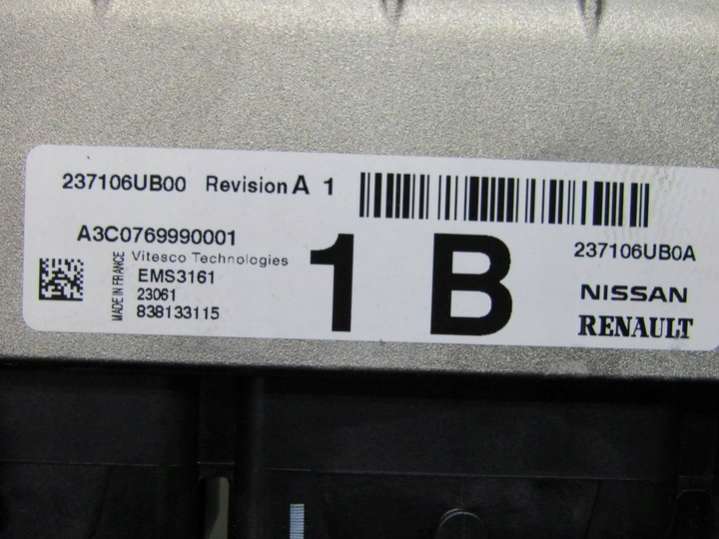 237106UB00 Revision A 1
A3C0769990001
MADE IN FRANCE
Vitesco Technologies
EMS3161
23061
838133115
1 B
237106UB0A
NISSAN
RENAULT